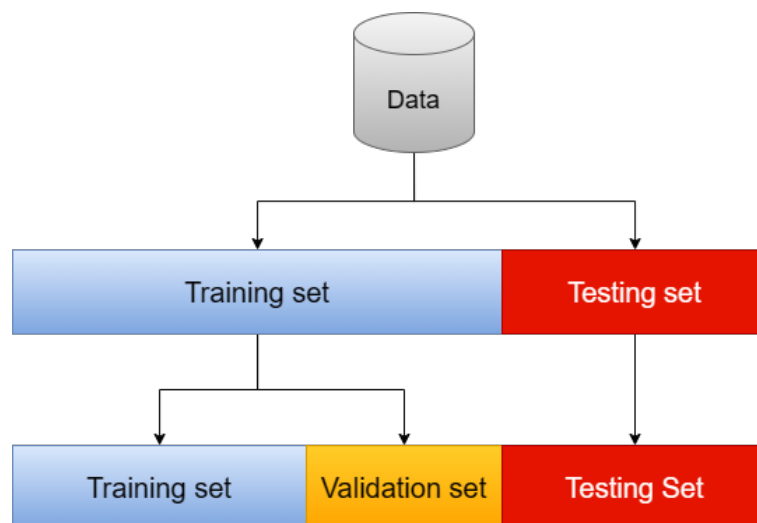 Data
Training set
Testing set
Training set
Validation set
Testing Set